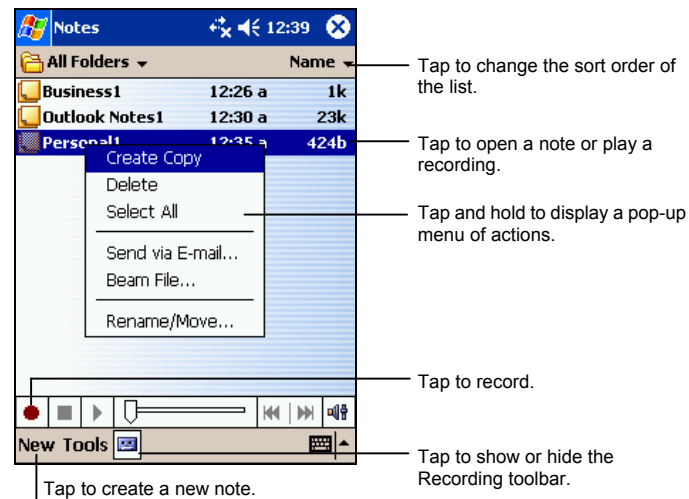 Notes 12:39
All Folders Name
Business1 12:26 a 1k
Outlook Notes1 12:30 a 23k
Personal1 12:35 a 424b
Create Copy
Delete
Select All
Send via E-mail...
Beam File...
Rename/Move...
New Tools
Tap to change the sort order of
the list.
Tap to open a note or play a
recording.
Tap and hold to display a pop-up
menu of actions.
Tap to record.
Tap to show or hide the
Recording toolbar.
Tap to create a new note.